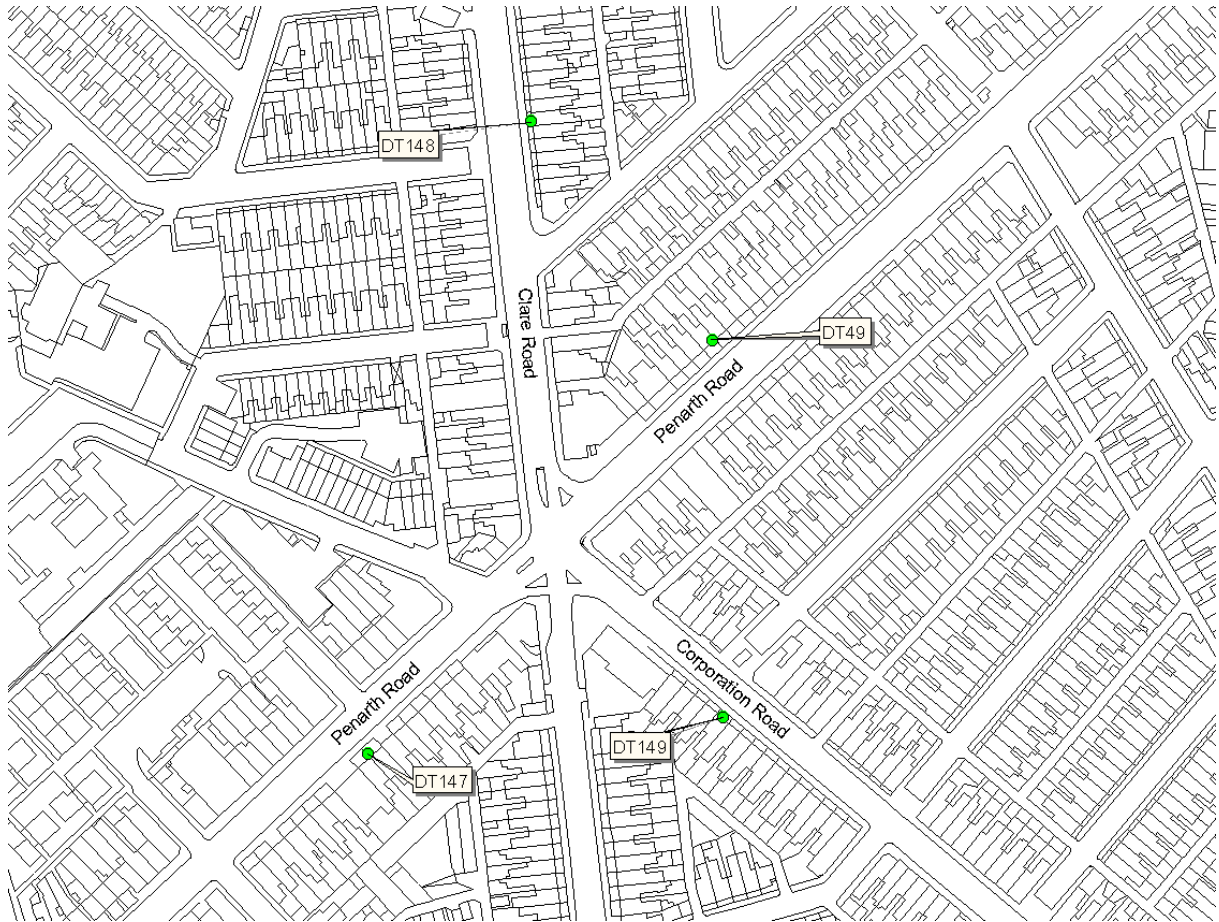 DT148
Clare Road
DT49
Penarth Road
Corporation Road
Penarth Road
DT149
DT147